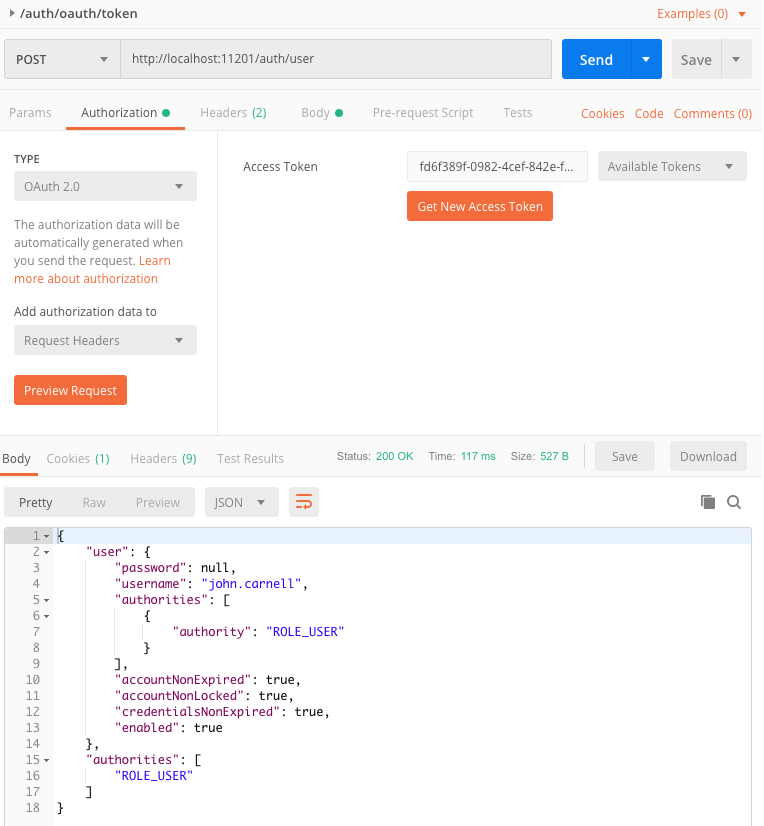 /auth/oauth/token Examples (0)
POST http://localhost:11201/auth/user Send Save
Params Authorization Headers (2) Body Pre-request Script Tests Cookies Code Comments (0)
TYPE
OAuth 2.0
The authorization data will be
automatically generated when
you send the request. Learn
more about authorization
Add authorization data to
Request Headers
Preview Request
Access Token fd6f389f-0982-4cef-842e-f... Available Tokens
Get New Access Token
Body Cookies (1) Headers (9) Test Results Status: 200 OK Time: 117 ms Size: 527 B Save Download
Pretty Raw Preview JSON
1 {
2 "user": {
3 "password": null,
4 "username": "john.carnell",
5 "authorities": [
6 {
7 "authority": "ROLE_USER"
8 }
9 ],
10 "accountNonExpired": true,
11 "accountNonLocked": true,
12 "credentialsNonExpired": true,
13 "enabled": true
14 },
15 "authorities": [
16 "ROLE_USER"
17 ]
18 }